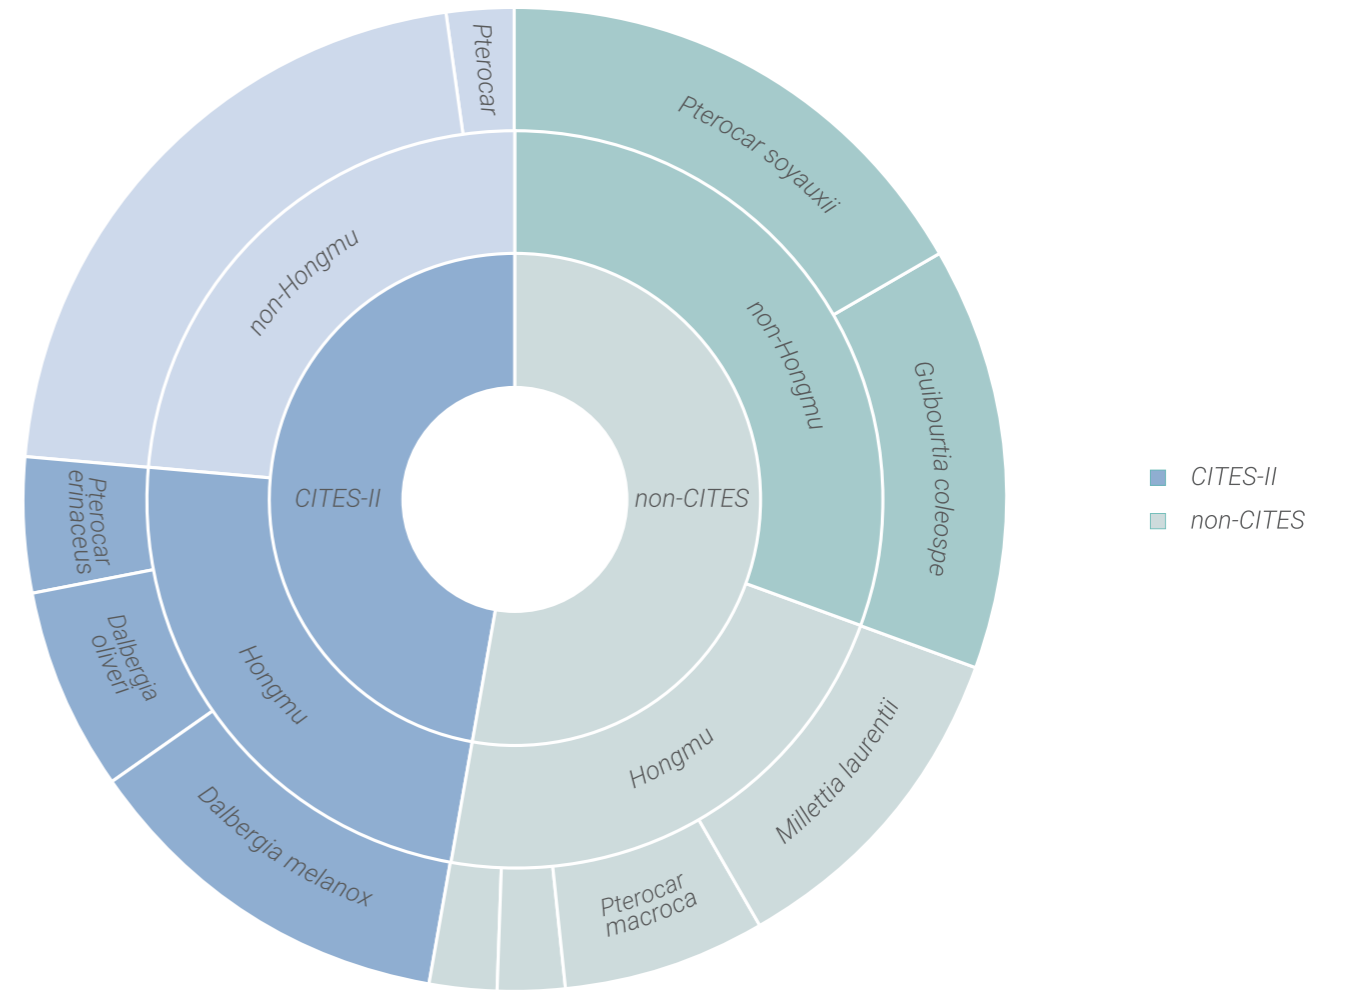 Pterocar
Pterocar soyauxii
non-Hongmu
non-Hongmu
Guibourtia coleospe
CITES-II
non-CITES
Pterocar
erinaceus
Dalbergia
oliveri
Hongmu
Hongmu
Millettia laurentii
Dalbergia melanox
Pterocar
macroca
CITES-II
non-CITES